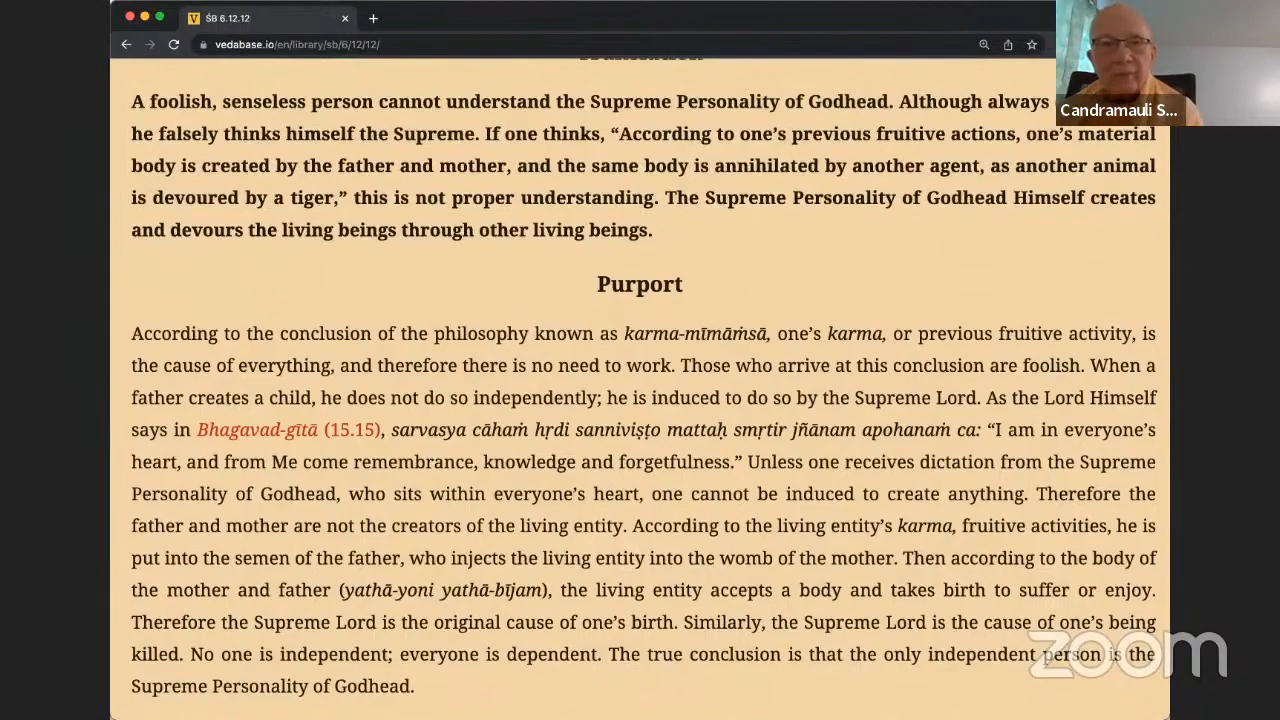 ŚB 6.12.12
vedabase.io/en/library/sb/6/12/12/
Candramauli S...
A foolish, senseless person cannot understand the Supreme Personality of Godhead. Although always
he falsely thinks himself the Supreme. If one thinks, “According to one’s previous fruitive actions, one’s material
body is created by the father and mother, and the same body is annihilated by another agent, as another animal
is devoured by a tiger,” this is not proper understanding. The Supreme Personality of Godhead Himself creates
and devours the living beings through other living beings.
Purport
According to the conclusion of the philosophy known as karma-mīmāṁsā, one’s karma, or previous fruitive activity, is
the cause of everything, and therefore there is no need to work. Those who arrive at this conclusion are foolish. When a
father creates a child, he does not do so independently; he is induced to do so by the Supreme Lord. As the Lord Himself
says in Bhagavad-gītā (15.15), sarvasya cāhaṁ hṛdi sanniviṣṭo mattaḥ smṛtir jñānam apohanaṁ ca: “I am in everyone’s
heart, and from Me come remembrance, knowledge and forgetfulness.” Unless one receives dictation from the Supreme
Personality of Godhead, who sits within everyone’s heart, one cannot be induced to create anything. Therefore the
father and mother are not the creators of the living entity. According to the living entity’s karma, fruitive activities, he is
put into the semen of the father, who injects the living entity into the womb of the mother. Then according to the body of
the mother and father (yathā-yoni yathā-bījam), the living entity accepts a body and takes birth to suffer or enjoy.
Therefore the Supreme Lord is the original cause of one’s birth. Similarly, the Supreme Lord is the cause of one’s being
killed. No one is independent; everyone is dependent. The true conclusion is that the only independent person is the
Supreme Personality of Godhead.
zoom